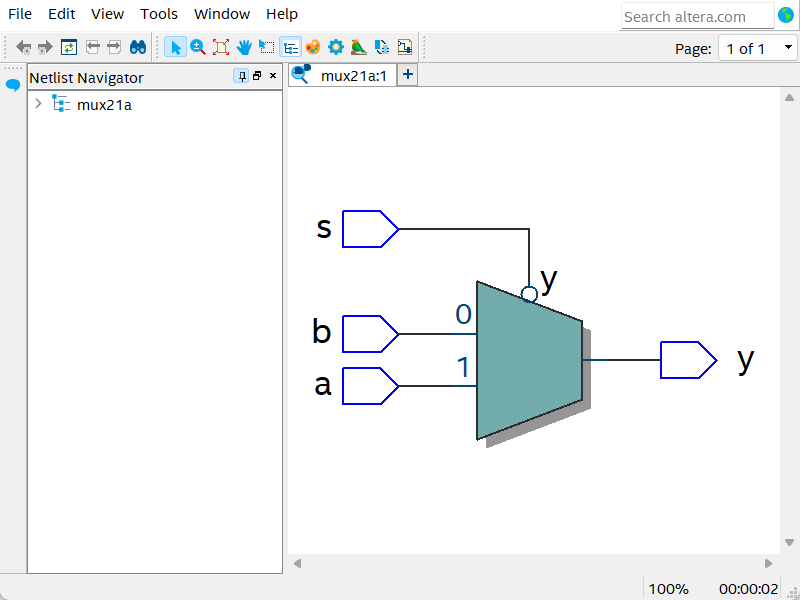 File Edit View Tools Window Help
Search altera.com
Page: 1 of 1
Netlist Navigator
mux21a:1
mux21a
s
y
0
b
1
a
y
100% 00:00:02